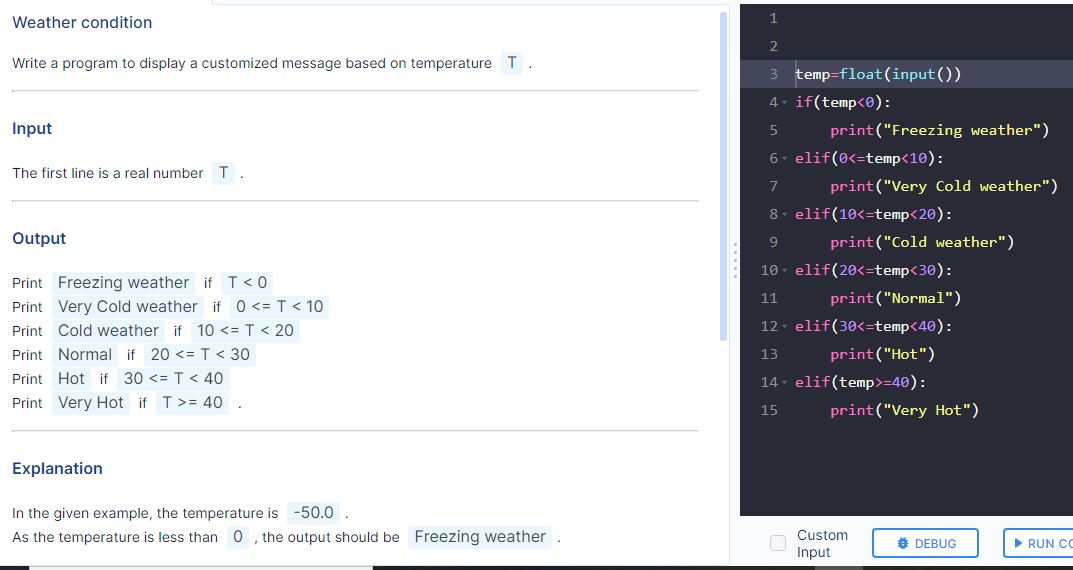 Weather condition
Write a program to display a customized message based on temperature T .
Input
The first line is a real number T .
Output
Print Freezing weather if T < 0
Print Very Cold weather if 0 <= T < 10
Print Cold weather if 10 <= T < 20
Print Normal if 20 <= T < 30
Print Hot if 30 <= T < 40
Print Very Hot if T >= 40 .
Explanation
In the given example, the temperature is -50.0 .
As the temperature is less than 0 , the output should be Freezing weather .
1
2
3 temp=float(input())
4 if(temp<0):
5 print("Freezing weather")
6 elif(0<=temp<10):
7 print("Very Cold weather")
8 elif(10<=temp<20):
9 print("Cold weather")
10 elif(20<=temp<30):
11 print("Normal")
12 elif(30<=temp<40):
13 print("Hot")
14 elif(temp>=40):
15 print("Very Hot")
Custom
Input
DEBUG
RUN